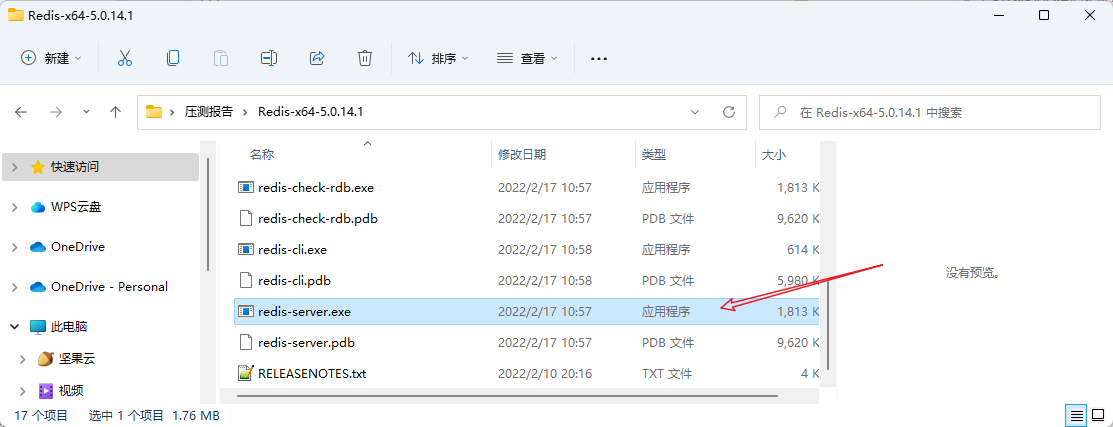 Redis-x64-5.0.14.1
新建
排序
查看
压测报告 Redis-x64-5.0.14.1
在 Redis-x64-5.0.14.1 中搜索
名称 修改日期 类型 大小
快速访问
WPS云盘
OneDrive
OneDrive - Personal
此电脑
坚果云
视频
redis-check-rdb.exe 2022/2/17 10:57 应用程序 1,813 K
redis-check-rdb.pdb 2022/2/17 10:57 PDB 文件 9,620 K
redis-cli.exe 2022/2/17 10:58 应用程序 614 K
redis-cli.pdb 2022/2/17 10:58 PDB 文件 5,980 K
redis-server.exe 2022/2/17 10:57 应用程序 1,813 K
redis-server.pdb 2022/2/17 10:57 PDB 文件 9,620 K
RELEASENOTES.txt 2022/2/10 20:16 TXT 文件 4 K
没有预览。
17 个项目 选中 1 个项目 1.76 MB